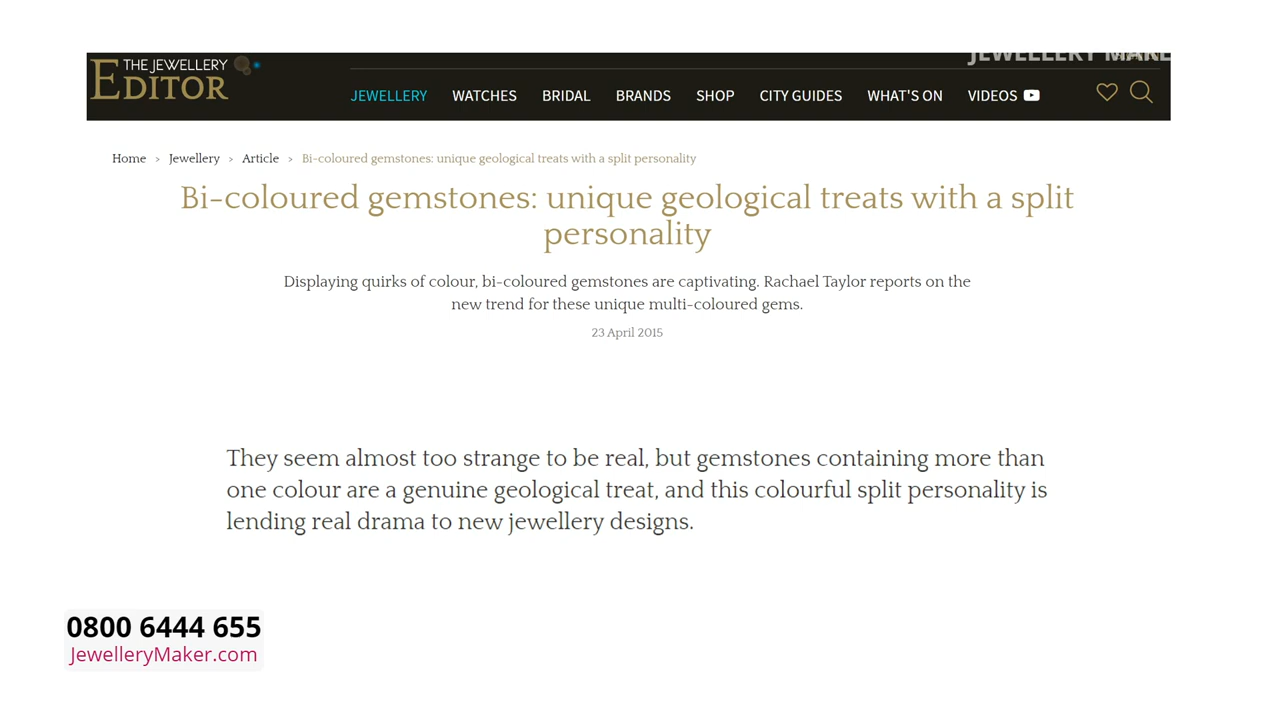 THE JEWELLERY
EDITOR
JEWELLERY MAKE
JEWELLERY WATCHES BRIDAL BRANDS SHOP CITY GUIDES WHAT'S ON VIDEOS
Home > Jewellery > Article > Bi-coloured gemstones: unique geological treats with a split personality
Bi-coloured gemstones: unique geological treats with a split
personality
Displaying quirks of colour, bi-coloured gemstones are captivating. Rachael Taylor reports on the
new trend for these unique multi-coloured gems.
23 April 2015
They seem almost too strange to be real, but gemstones containing more than
one colour are a genuine geological treat, and this colourful split personality is
lending real drama to new jewellery designs.
0800 6444 655
JewelleryMaker.com